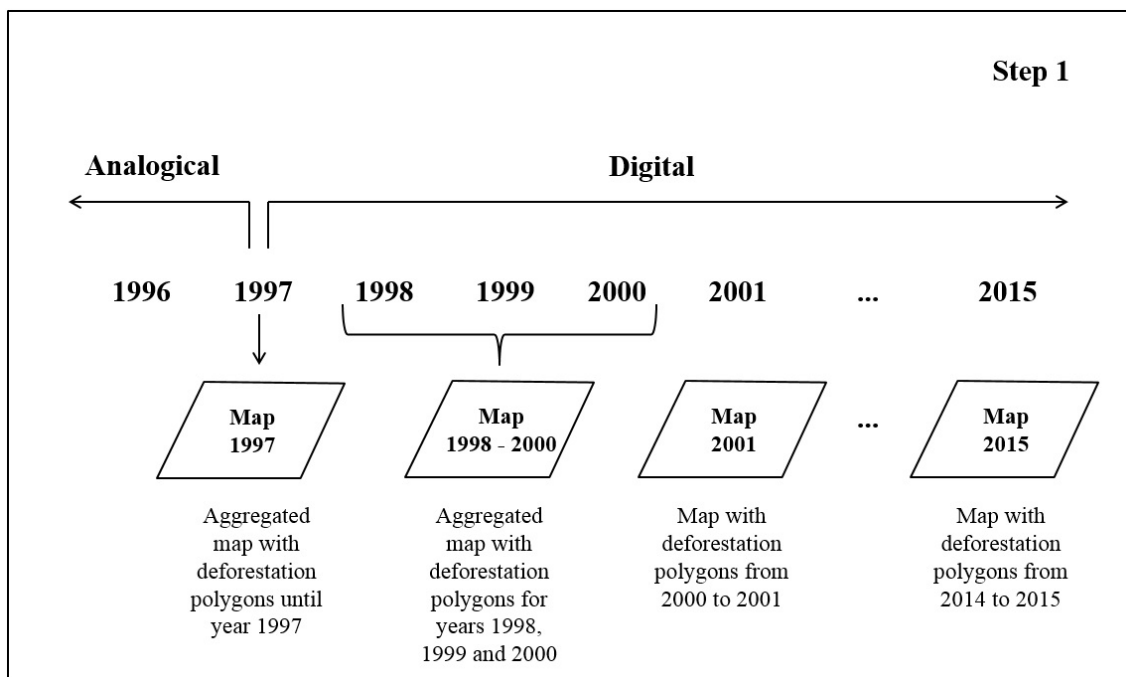 Step 1
Analogical
Digital
1996 1997 1998 1999 2000 2001 ... 2015
Map
1997
Map
1998 - 2000
Map
2001
...
Map
2015
Aggregated
map with
deforestation
polygons until
year 1997
Aggregated
map with
deforestation
polygons for
years 1998,
1999 and 2000
Map with
deforestation
polygons from
2000 to 2001
Map with
deforestation
polygons from
2014 to 2015